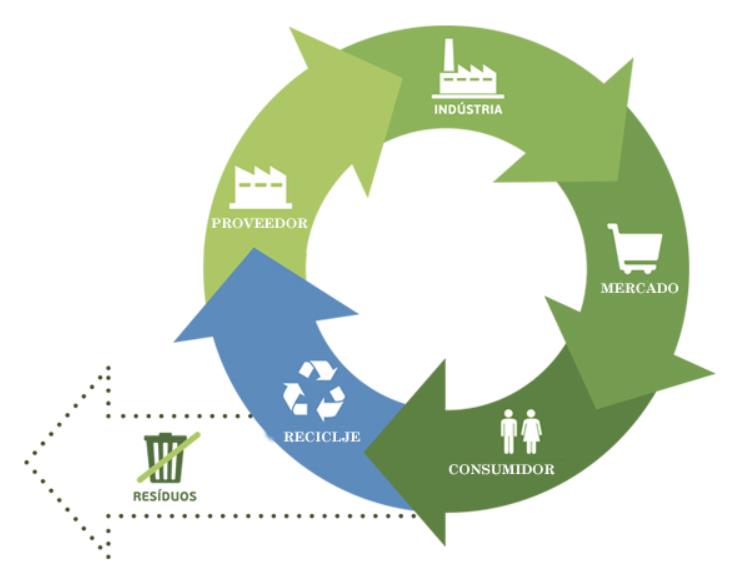 INDÚSTRIA
PROVEEDOR
MERCADO
RECICLJE
CONSUMIDOR
RESÍDUOS